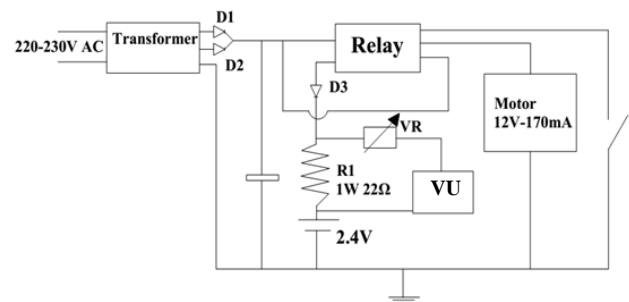 D1
220-230V AC
Transformer
D2
Relay
D3
VR
Motor
12V-170mA
R1
1W 22Ω
VU
2.4V